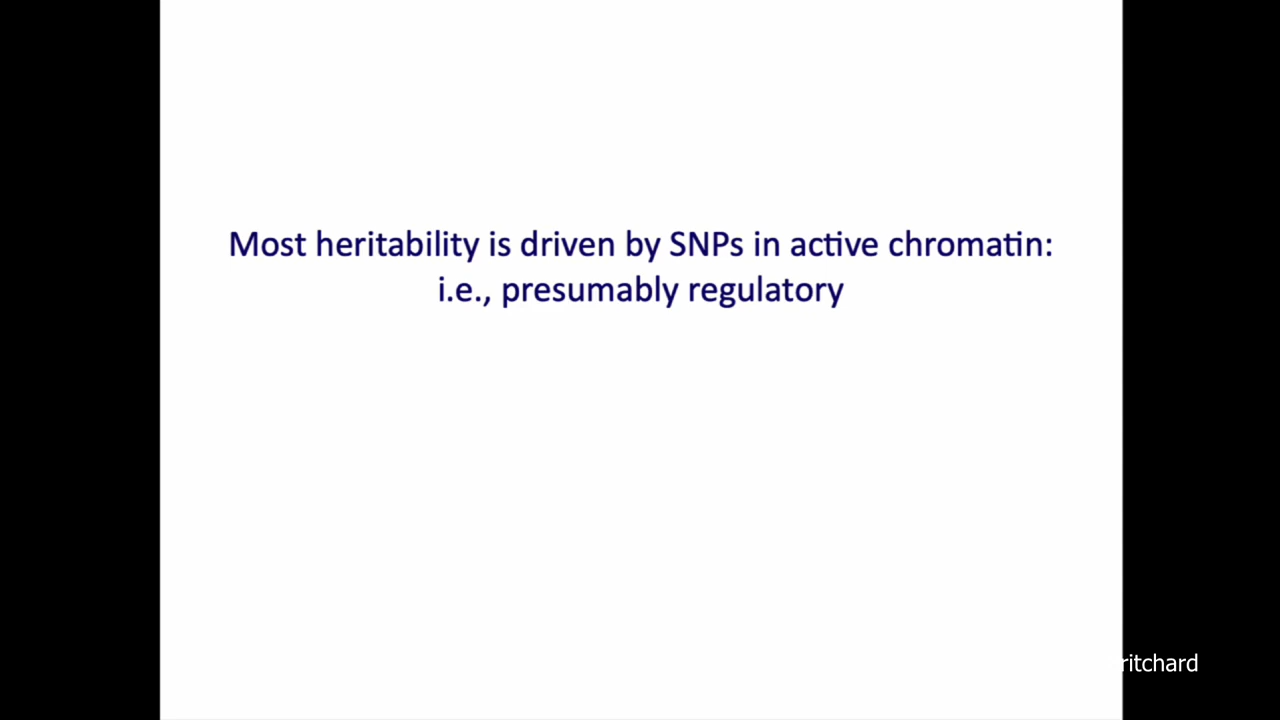 Most heritability is driven by SNPs in active chromatin:
i.e., presumably regulatory
ritchard